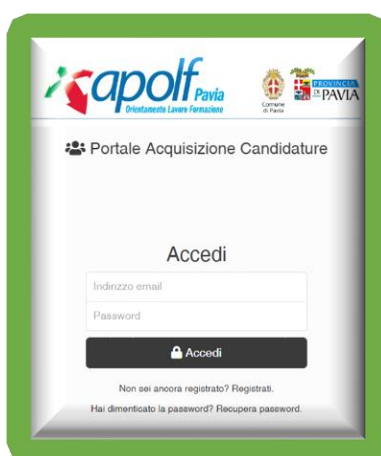 apolf Pavia
Orientamento Lavoro Formazione
Comune
di Pavia
PROVINCIA
DI PAVIA
Portale Acquisizione Candidature
Accedi
Indirizzo email
Password
Accedi
Non sei ancora registrato? Registrati.
Hai dimenticato la password? Recupera password.